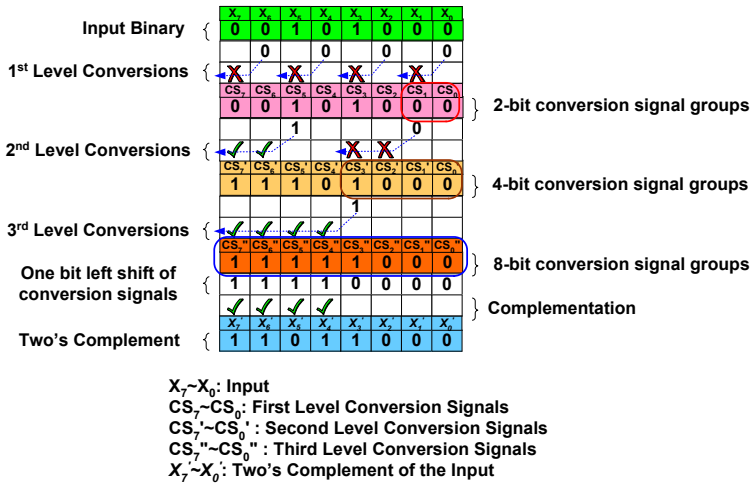 X₇ X₆ X₅ X₄ X₃ X₂ X₁ X₀
Input Binary { 0 0 1 0 1 0 0 0
0 0 0 0
1st Level Conversions {
CS₇ CS₆ CS₅ CS₄ CS₃ CS₂ CS₁ CS₀
0 0 1 0 1 0 0 0 } 2-bit conversion signal groups
1 0
2nd Level Conversions {
CS₇' CS₆' CS₅' CS₄' CS₃' CS₂' CS₁' CS₀'
1 1 1 0 1 0 0 0 } 4-bit conversion signal groups
1
3rd Level Conversions {
CS₇" CS₆" CS₅" CS₄" CS₃" CS₂" CS₁" CS₀"
1 1 1 1 1 0 0 0 } 8-bit conversion signal groups
One bit left shift of
conversion signals { 1 1 1 1 0 0 0 0
} Complementation
X₇' X₆' X₅' X₄' X₃' X₂' X₁' X₀'
Two's Complement { 1 1 0 1 1 0 0 0
X₇~X₀: Input
CS₇~CS₀: First Level Conversion Signals
CS₇'~CS₀' : Second Level Conversion Signals
CS₇"~CS₀" : Third Level Conversion Signals
X₇'~X₀': Two's Complement of the Input